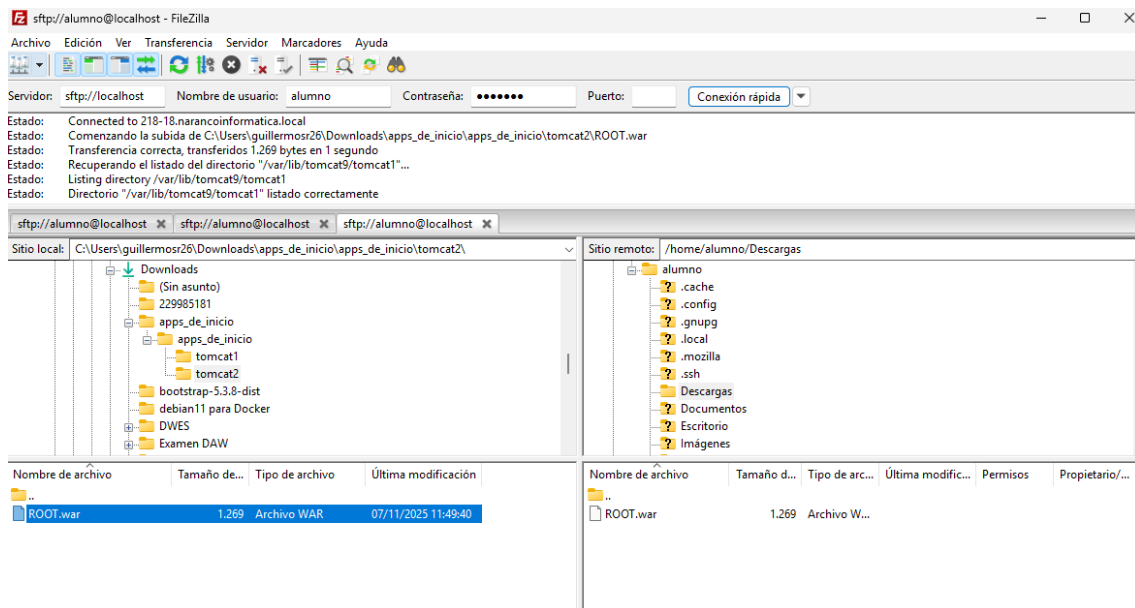 sftp://alumno@localhost - FileZilla
Archivo Edición Ver Transferencia Servidor Marcadores Ayuda
Servidor: sftp://localhost Nombre de usuario: alumno Contraseña: ●●●●●●● Puerto: Conexión rápida
Estado: Connected to 218-18.narancoinformatica.local
Estado: Comenzando la subida de C:\Users\guillermosr26\Downloads\apps_de_inicio\apps_de_inicio\tomcat2\ROOT.war
Estado: Transferencia correcta, transferidos 1.269 bytes en 1 segundo
Estado: Recuperando el listado del directorio "/var/lib/tomcat9/tomcat1"...
Estado: Listing directory /var/lib/tomcat9/tomcat1
Estado: Directorio "/var/lib/tomcat9/tomcat1" listado correctamente
sftp://alumno@localhost sftp://alumno@localhost sftp://alumno@localhost
Sitio local: C:\Users\guillermosr26\Downloads\apps_de_inicio\apps_de_inicio\tomcat2\
Downloads
(Sin asunto)
229985181
apps_de_inicio
apps_de_inicio
tomcat1
tomcat2
bootstrap-5.3.8-dist
debian11 para Docker
DWES
Examen DAW
Sitio remoto: /home/alumno/Descargas
alumno
.cache
.config
.gnupg
.local
.mozilla
.ssh
Descargas
Documentos
Escritorio
Imágenes
Nombre de archivo Tamaño de... Tipo de archivo Última modificación
..
ROOT.war 1.269 Archivo WAR 07/11/2025 11:49:40
Nombre de archivo Tamaño d... Tipo de arc... Última modific... Permisos Propietario/...
..
ROOT.war 1.269 Archivo W...